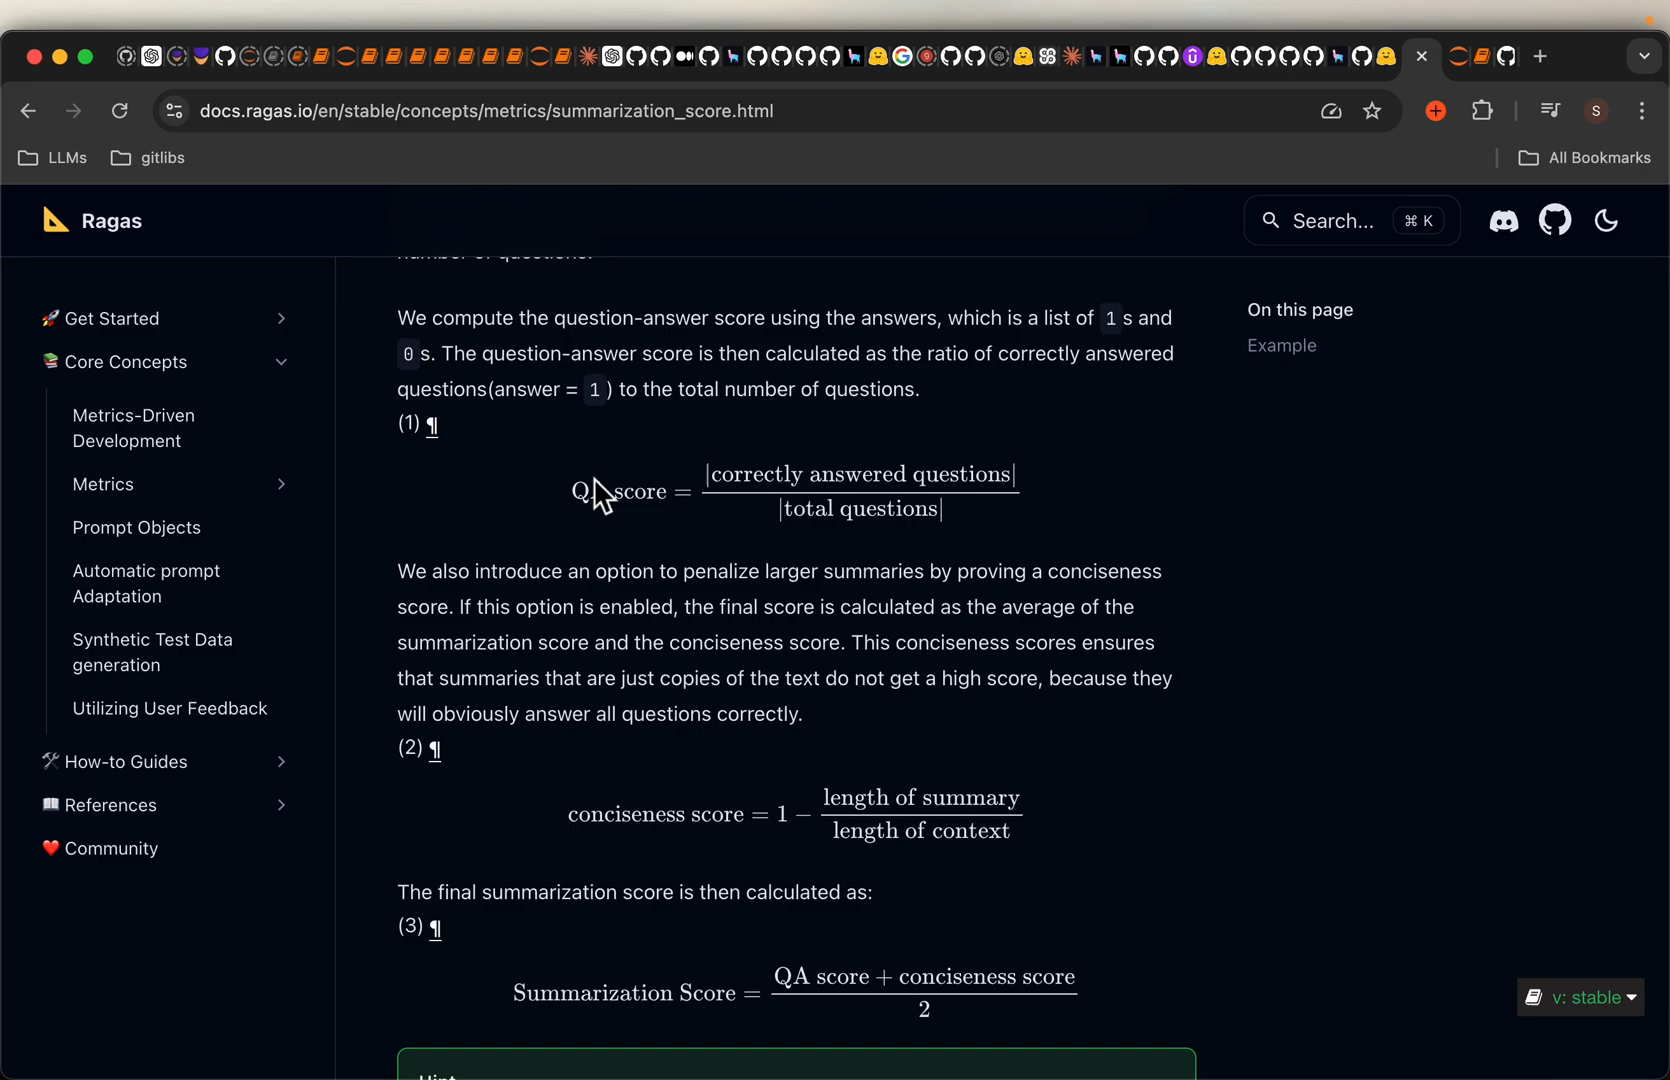 docs.ragas.io/en/stable/concepts/metrics/summarization_score.html
S
LLMs
gitlibs
All Bookmarks
Ragas
Search... ⌘ K
🚀 Get Started
📚 Core Concepts
Metrics-Driven
Development
Metrics
Prompt Objects
Automatic prompt
Adaptation
Synthetic Test Data
generation
Utilizing User Feedback
🛠 How-to Guides
📖 References
❤️ Community
number of questions.
We compute the question-answer score using the answers, which is a list of 1 s and
0 s. The question-answer score is then calculated as the ratio of correctly answered
questions(answer = 1 ) to the total number of questions.
(1) ¶
QA score = |correctly answered questions|
|total questions|
We also introduce an option to penalize larger summaries by proving a conciseness
score. If this option is enabled, the final score is calculated as the average of the
summarization score and the conciseness score. This conciseness scores ensures
that summaries that are just copies of the text do not get a high score, because they
will obviously answer all questions correctly.
(2) ¶
conciseness score = 1 − length of summary
length of context
The final summarization score is then calculated as:
(3) ¶
Summarization Score = QA score + conciseness score
2
Hint
On this page
Example
v: stable